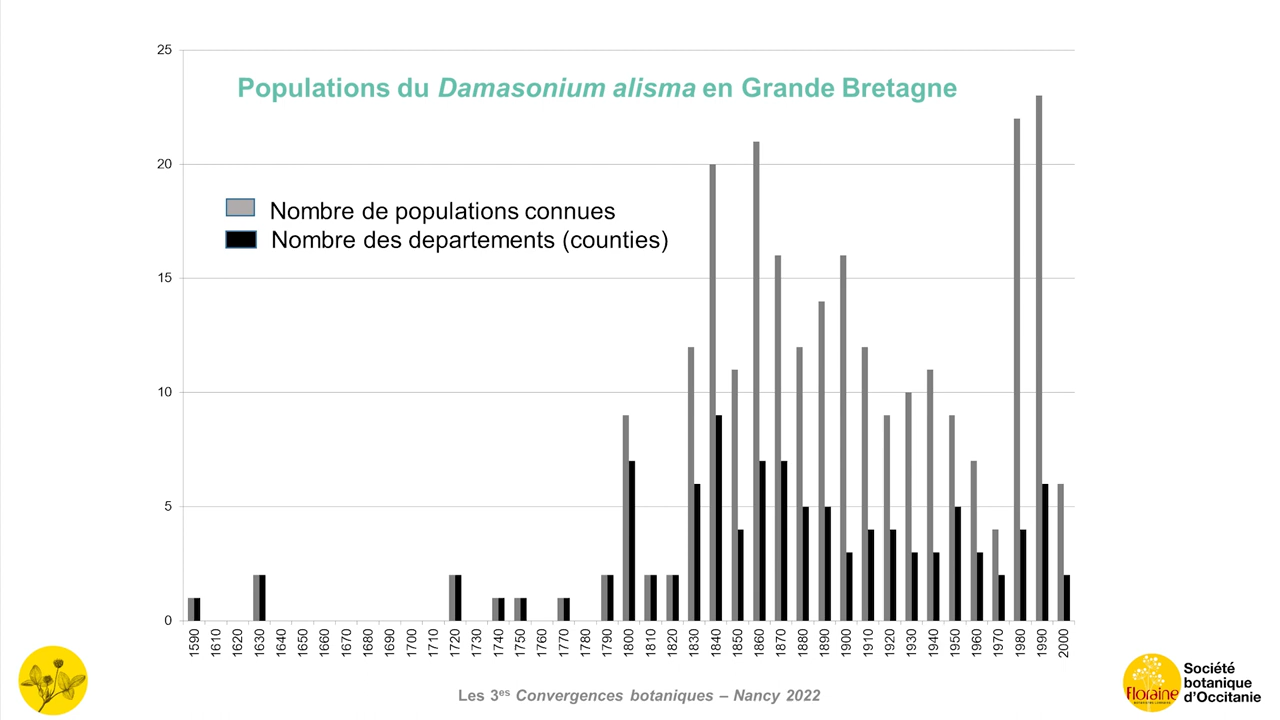 25
Populations du Damasonium alisma en Grande Bretagne
20
Nombre de populations connues
Nombre des departements (counties)
15
10
5
0
1590 1610 1620 1630 1640 1650 1660 1670 1680 1690 1700 1710 1720 1730 1740 1750 1760 1770 1780 1790 1800 1810 1820 1830 1840 1850 1860 1870 1880 1890 1900 1910 1920 1930 1940 1950 1960 1970 1980 1990 2000
Les 3es Convergences botaniques – Nancy 2022
Floraine
Société
botanique
d'Occitanie